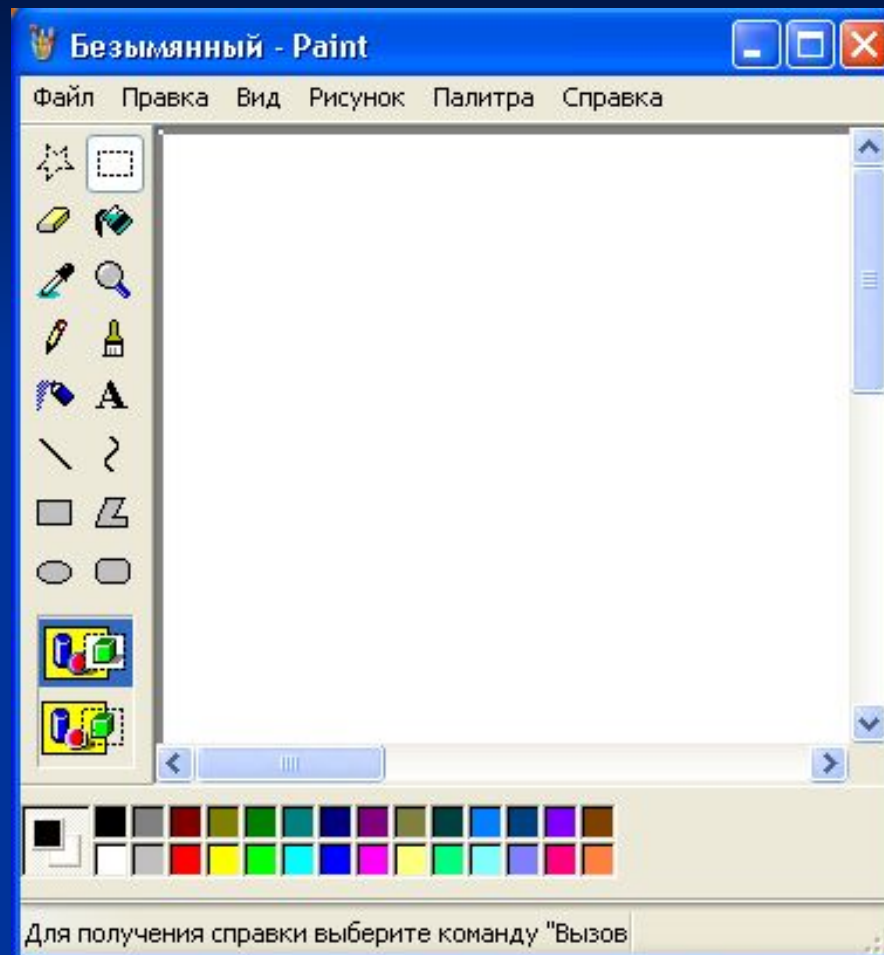 Безымянный - Paint
Файл Правка Вид Рисунок Палитра Справка
A
Для получения справки выберите команду "Вызов